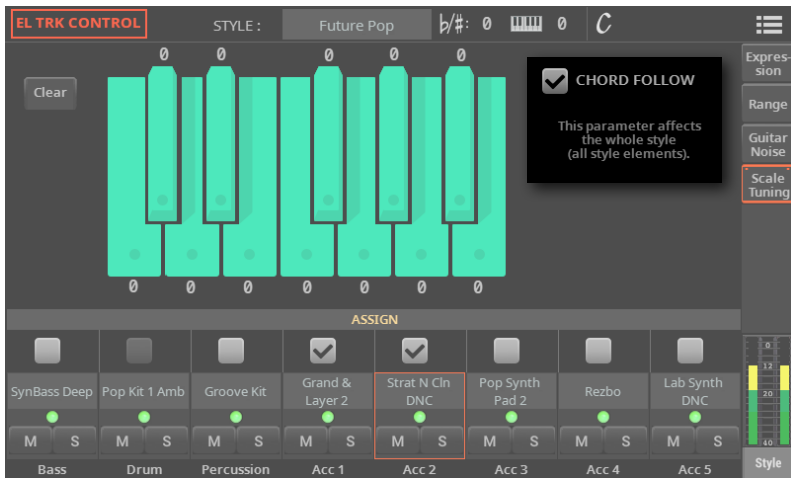 EL TRK CONTROL STYLE : Future Pop ♭/#: 0 0 C
0 0 0 0 0
Clear
CHORD FOLLOW
This parameter affects
the whole style
(all style elements).
0 0 0 0 0 0 0
Expres-
sion
Range
Guitar
Noise
Scale
Tuning
ASSIGN
SynBass Deep Pop Kit 1 Amb Groove Kit Grand &
Layer 2 Strat N Cln
DNC Pop Synth
Pad 2 Rezbo Lab Synth
DNC
M S M S M S M S M S M S M S M S
Bass Drum Percussion Acc 1 Acc 2 Acc 3 Acc 4 Acc 5
0
12
20
40
Style